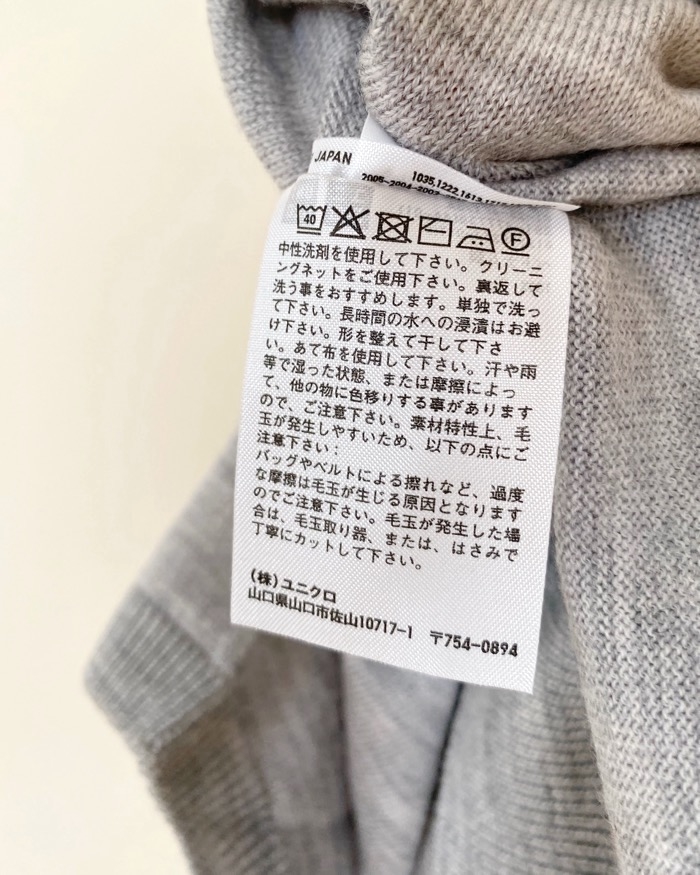 JAPAN
1035,1222,1613
2005-2004-2003
40
F
中性洗剤を使用して下さい。クリーニ
ングネットをご使用下さい。裏返して
洗う事をおすすめします。単独で洗っ
て下さい。長時間の水への浸漬はお避
け下さい。形を整えて干して下さ
い。あて布を使用して下さい。汗や雨
等で湿った状態、または摩擦によっ
て、他の物に色移りする事があります
ので、ご注意下さい。素材特性上、毛
玉が発生しやすいため、以下の点にご
注意下さい：
バッグやベルトによる擦れなど、過度
な摩擦は毛玉が生じる原因となります
のでご注意下さい。毛玉が発生した場
合は、毛玉取り器、または、はさみで
丁寧にカットして下さい。
(株)ユニクロ
山口県山口市佐山10717-1 〒754-0894